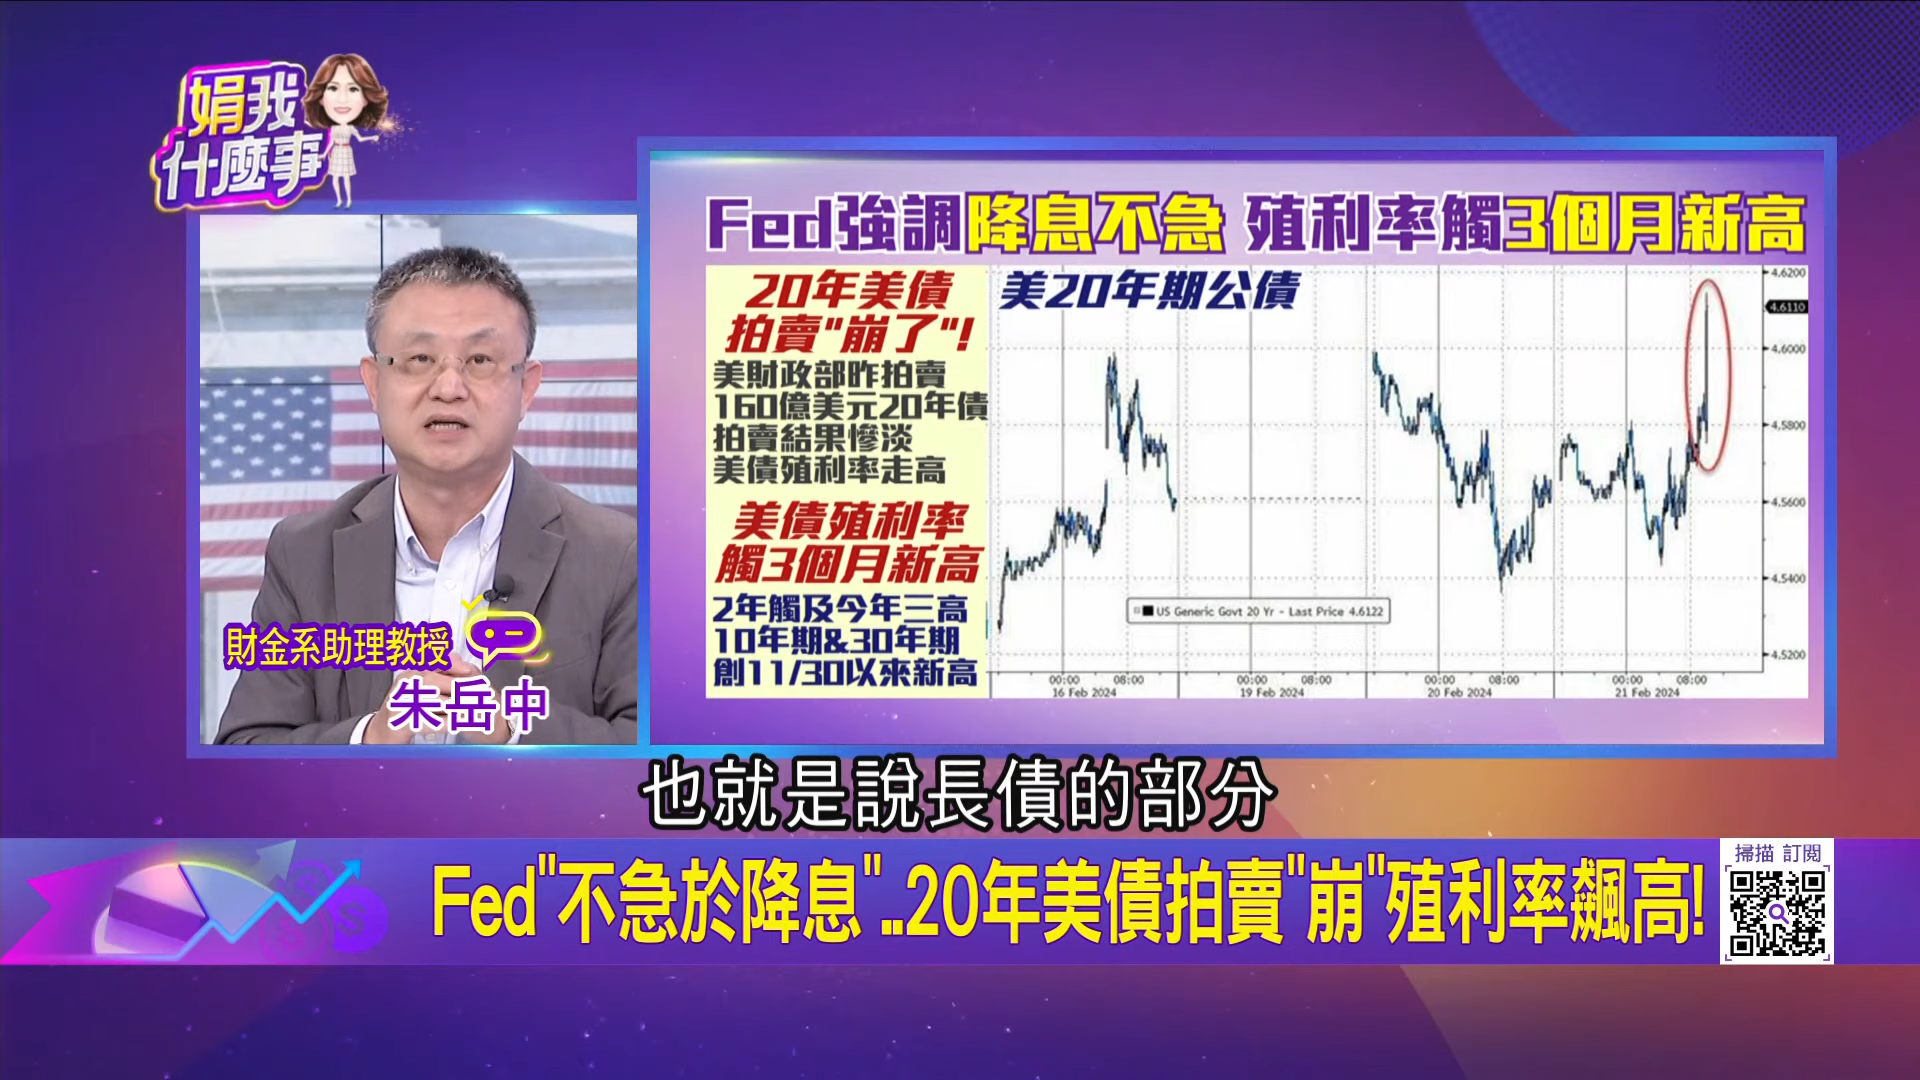 娟我
什麼事
Fed強調降息不急 殖利率觸3個月新高
20年美債
拍賣"崩了"!
美財政部昨拍賣
160億美元20年債
拍賣結果慘淡
美債殖利率走高
美債殖利率
觸3個月新高
2年觸及今年三高
10年期&30年期
創11/30以來新高
美20年期公債
4.6200
4.6110
4.6000
4.5800
4.5600
4.5400
4.5200
US Generic Govt 20 Yr - Last Price 4.6122
00:00 08:00 00:00 08:00 00:00 08:00 00:00 08:00
16 Feb 2024 19 Feb 2024 20 Feb 2024 21 Feb 2024
財金系助理教授
朱岳中
也就是說長債的部分
Fed"不急於降息"..20年美債拍賣"崩"殖利率飆高!
掃描 訂閱